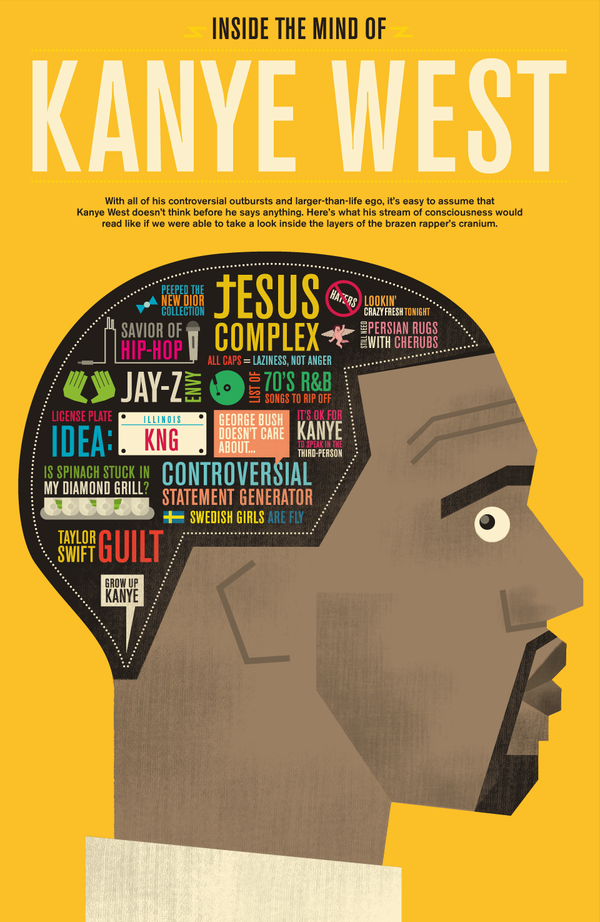 INSIDE THE MIND OF
KANYE WEST
With all of his controversial outbursts and larger-than-life ego, it's easy to assume that
Kanye West doesn't think before he says anything. Here's what his stream of consciousness would
read like if we were able to take a look inside the layers of the brazen rapper's cranium.
PEEPED THE
NEW DIOR
COLLECTION
JESUS
COMPLEX
HATERS
LOOKIN'
CRAZY FRESH TONIGHT
SAVIOR OF
HIP-HOP
I STILL NEED
PERSIAN RUGS
WITH CHERUBS
ALL CAPS = LAZINESS, NOT ANGER
JAY-Z
ENVY
LIST OF
70'S R&B
SONGS TO RIP OFF
LICENSE PLATE
IDEA:
ILLINOIS
KNG
GEORGE BUSH
DOESN'T CARE
ABOUT...
IT'S OK FOR
KANYE
TO SPEAK IN THE
THIRD-PERSON
IS SPINACH STUCK IN
MY DIAMOND GRILL?
CONTROVERSIAL
STATEMENT GENERATOR
SWEDISH GIRLS ARE FLY
TAYLOR
SWIFT
GUILT
GROW UP
KANYE